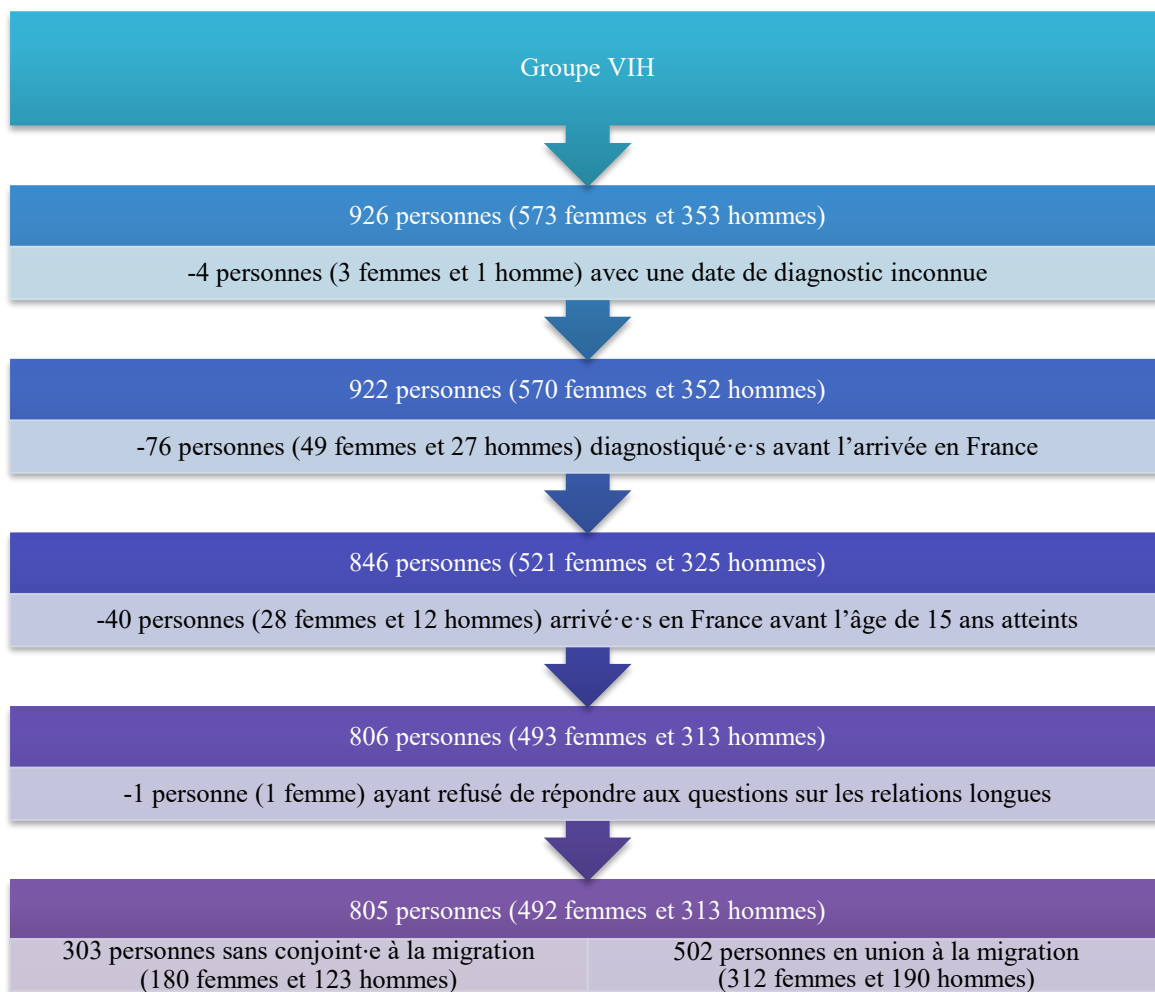 Groupe VIH
926 personnes (573 femmes et 353 hommes)
-4 personnes (3 femmes et 1 homme) avec une date de diagnostic inconnue
922 personnes (570 femmes et 352 hommes)
-76 personnes (49 femmes et 27 hommes) diagnostiqué·e·s avant l’arrivée en France
846 personnes (521 femmes et 325 hommes)
-40 personnes (28 femmes et 12 hommes) arrivé·e·s en France avant l’âge de 15 ans atteints
806 personnes (493 femmes et 313 hommes)
-1 personne (1 femme) ayant refusé de répondre aux questions sur les relations longues
805 personnes (492 femmes et 313 hommes)
303 personnes sans conjoint·e à la migration
(180 femmes et 123 hommes)
502 personnes en union à la migration
(312 femmes et 190 hommes)